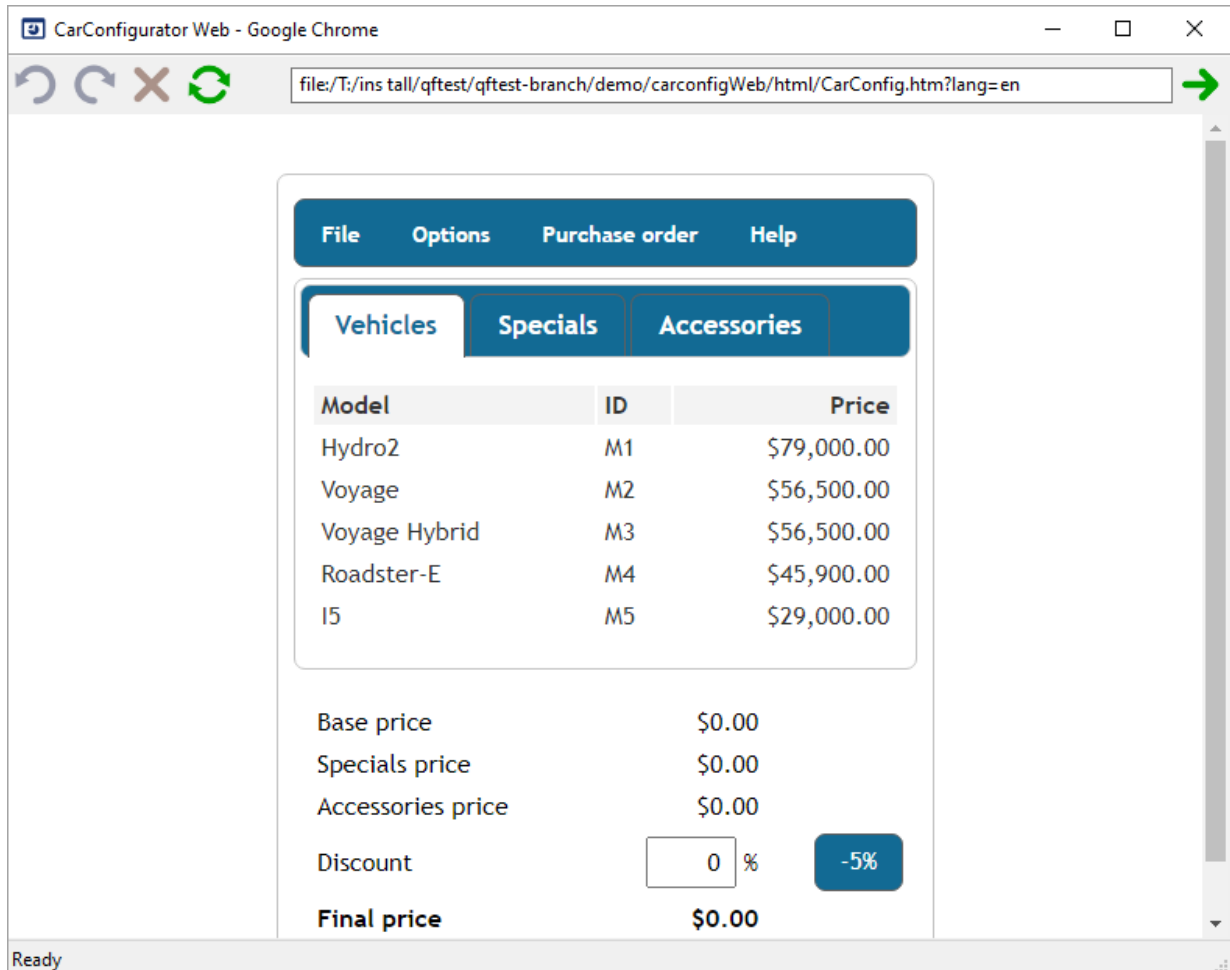 CarConfigurator Web - Google Chrome
file:/T:/ins tall/qftest/qftest-branch/demo/carconfigWeb/html/CarConfig.htm?lang=en
File Options Purchase order Help
Vehicles Specials Accessories
Model ID Price
Hydro2 M1 $79,000.00
Voyage M2 $56,500.00
Voyage Hybrid M3 $56,500.00
Roadster-E M4 $45,900.00
I5 M5 $29,000.00
Base price $0.00
Specials price $0.00
Accessories price $0.00
Discount 0 % -5%
Final price $0.00
Ready